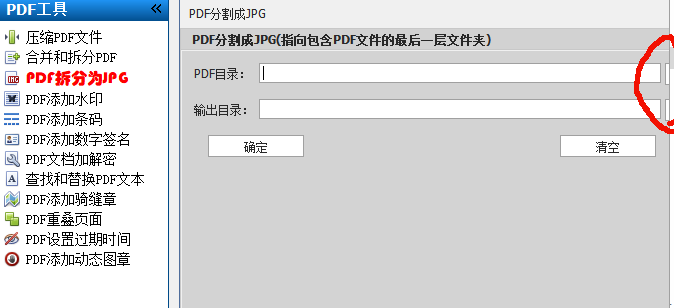 PDF工具
压缩PDF文件
合并和拆分PDF
PDF拆分为JPG
PDF添加水印
PDF添加条码
PDF添加数字签名
PDF文档加解密
查找和替换PDF文本
PDF添加骑缝章
PDF重叠页面
PDF设置过期时间
PDF添加动态图章
PDF分割成JPG
PDF分割成JPG(指向包含PDF文件的最后一层文件夹)
PDF目录:
输出目录:
确定 清空